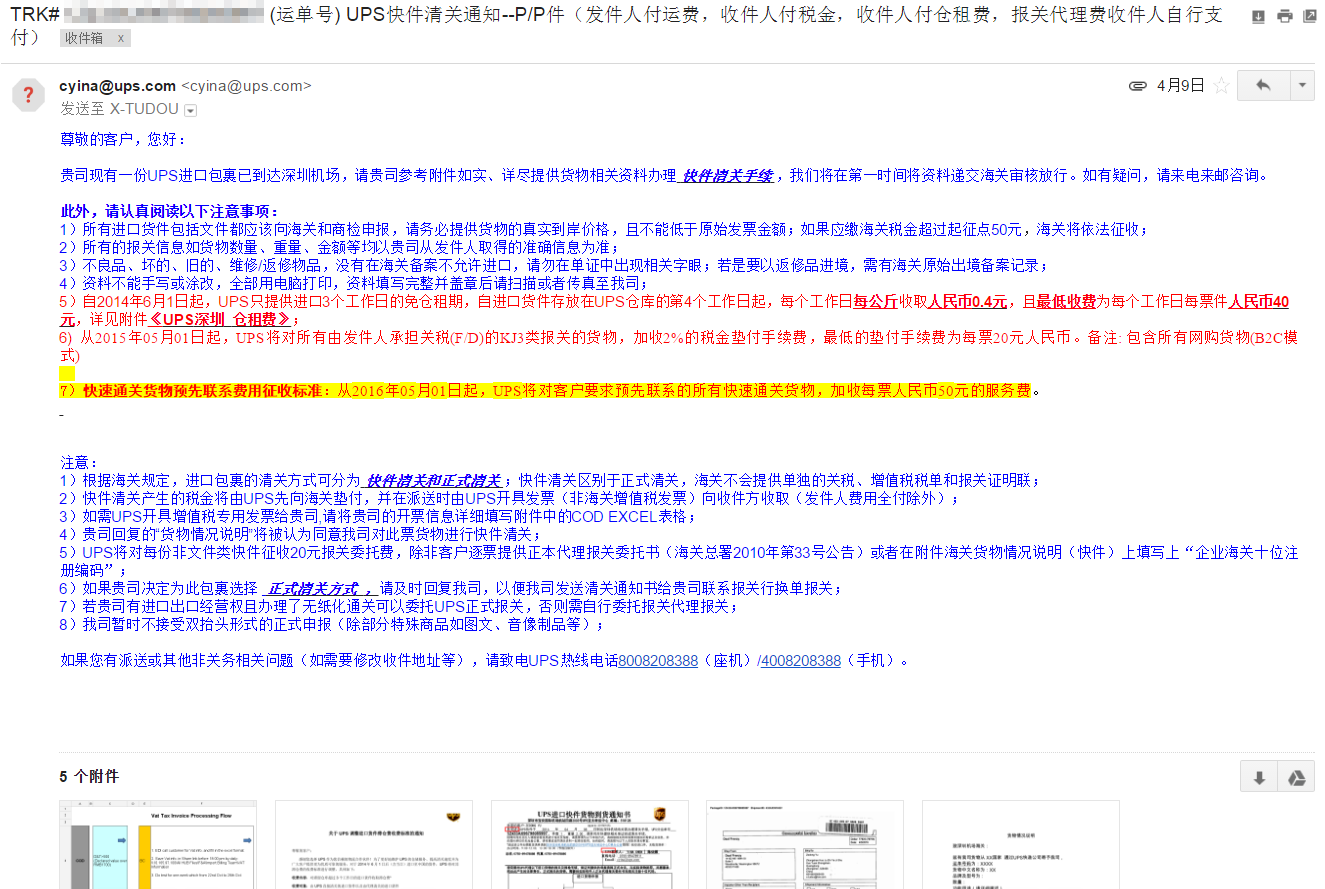 TRK# (运单号) UPS快件清关通知--P/P件（发件人付运费，收件人付税金，收件人付仓租费，报关代理费收件人自行支
付） 收件箱 x
cyina@ups.com <cyina@ups.com>
4月9日
发送至 X-TUDOU
尊敬的客户，您好：
贵司现有一份UPS进口包裹已到达深圳机场，请贵司参考附件如实、详尽提供货物相关资料办理 快件清关手续，我们将在第一时间将资料递交海关审核放行。如有疑问，请来电来邮咨询。
此外，请认真阅读以下注意事项：
1）所有进口货件包括文件都应该向海关和商检申报，请务必提供货物的真实到岸价格，且不能低于原始发票金额；如果应缴海关税金超过起征点50元，海关将依法征收；
2）所有的报关信息如货物数量、重量、金额等均以贵司从发件人取得的准确信息为准；
3）不良品、坏的、旧的、维修/返修物品，没有在海关备案不允许进口，请勿在单证中出现相关字眼；若是要以返修品进境，需有海关原始出境备案记录；
4）资料不能手写或涂改，全部用电脑打印，资料填写完整并盖章后请扫描或者传真至我司；
5）自2014年6月1日起，UPS只提供进口3个工作日的免仓租期，自进口货件存放在UPS仓库的第4个工作日起，每个工作日每公斤收取人民币0.4元，且最低收费为每个工作日每票件人民币40
元，详见附件《UPS深圳_仓租费》；
6) 从2015年05月01日起，UPS将对所有由发件人承担关税(F/D)的KJ3类报关的货物，加收2%的税金垫付手续费，最低的垫付手续费为每票20元人民币。备注: 包含所有网购货物(B2C模
式)
7）快速通关货物预先联系费用征收标准：从2016年05月01日起，UPS将对客户要求预先联系的所有快速通关货物，加收每票人民币50元的服务费。
-
注意：
1）根据海关规定，进口包裹的清关方式可分为 快件清关和正式清关；快件清关区别于正式清关，海关不会提供单独的关税、增值税税单和报关证明联；
2）快件清关产生的税金将由UPS先向海关垫付，并在派送时由UPS开具发票（非海关增值税发票）向收件方收取（发件人费用全付除外）；
3）如需UPS开具增值税专用发票给贵司,请将贵司的开票信息详细填写附件中的COD EXCEL表格；
4）贵司回复的“货物情况说明”将被认为同意我司对此票货物进行快件清关；
5）UPS将对每份非文件类快件征收20元报关委托费，除非客户逐票提供正本代理报关委托书（海关总署2010年第33号公告）或者在附件海关货物情况说明（快件）上填写上“企业海关十位注
册编码”；
6）如果贵司决定为此包裹选择 正式清关方式 ，请及时回复我司，以便我司发送清关通知书给贵司联系报关行换单报关；
7）若贵司有进口出口经营权且办理了无纸化通关可以委托UPS正式报关，否则需自行委托报关代理报关；
8）我司暂时不接受双抬头形式的正式申报（除部分特殊商品如图文、音像制品等）；
如果您有派送或其他非关务相关问题（如需要修改收件地址等），请致电UPS热线电话8008208388（座机）/4008208388（手机）。
5 个附件
Vat Tax Invoice Processing Flow
关于 UPS 调整进口货件滞仓费收费标准的通知
UPS进口快件货物到货通知书
货物情况说明